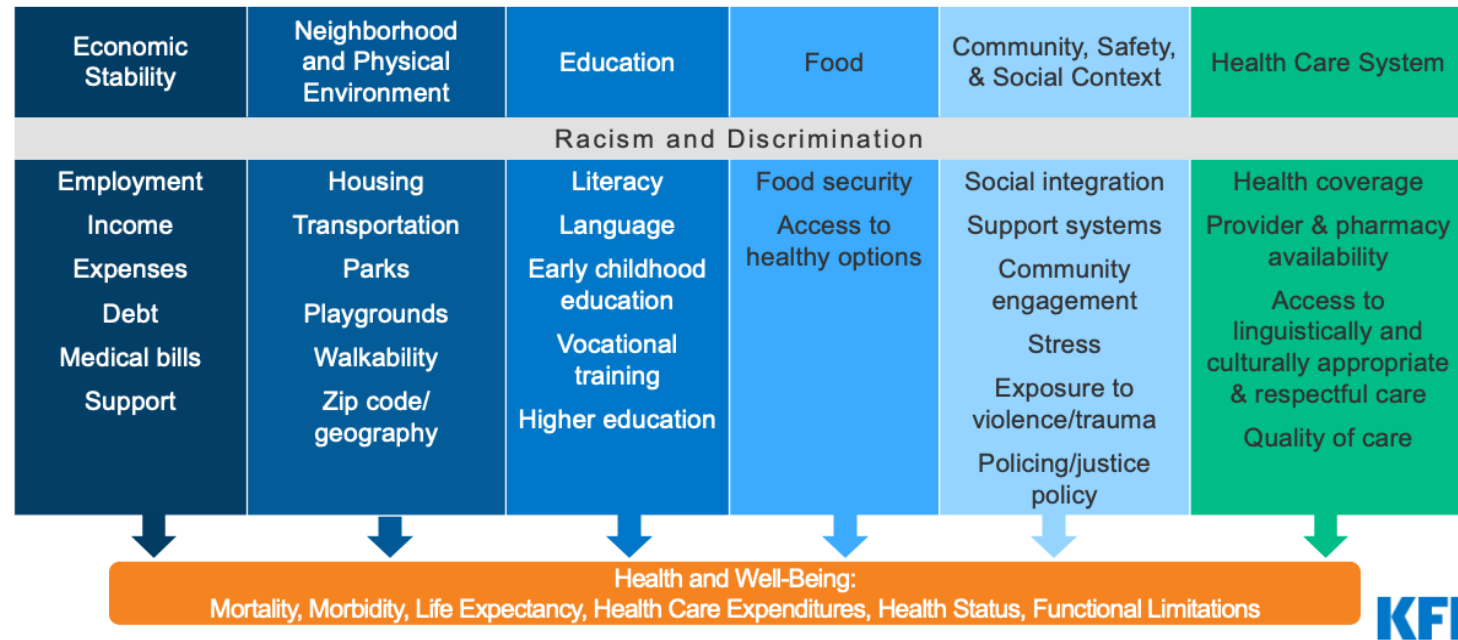 Economic
Stability
Neighborhood
and Physical
Environment
Education
Food
Community, Safety,
& Social Context
Health Care System
Racism and Discrimination
Employment
Income
Expenses
Debt
Medical bills
Support
Housing
Transportation
Parks
Playgrounds
Walkability
Zip code/
geography
Literacy
Language
Early childhood
education
Vocational
training
Higher education
Food security
Access to
healthy options
Social integration
Support systems
Community
engagement
Stress
Exposure to
violence/trauma
Policing/justice
policy
Health coverage
Provider & pharmacy
availability
Access to
linguistically and
culturally appropriate
& respectful care
Quality of care
Health and Well-Being:
Mortality, Morbidity, Life Expectancy, Health Care Expenditures, Health Status, Functional Limitations